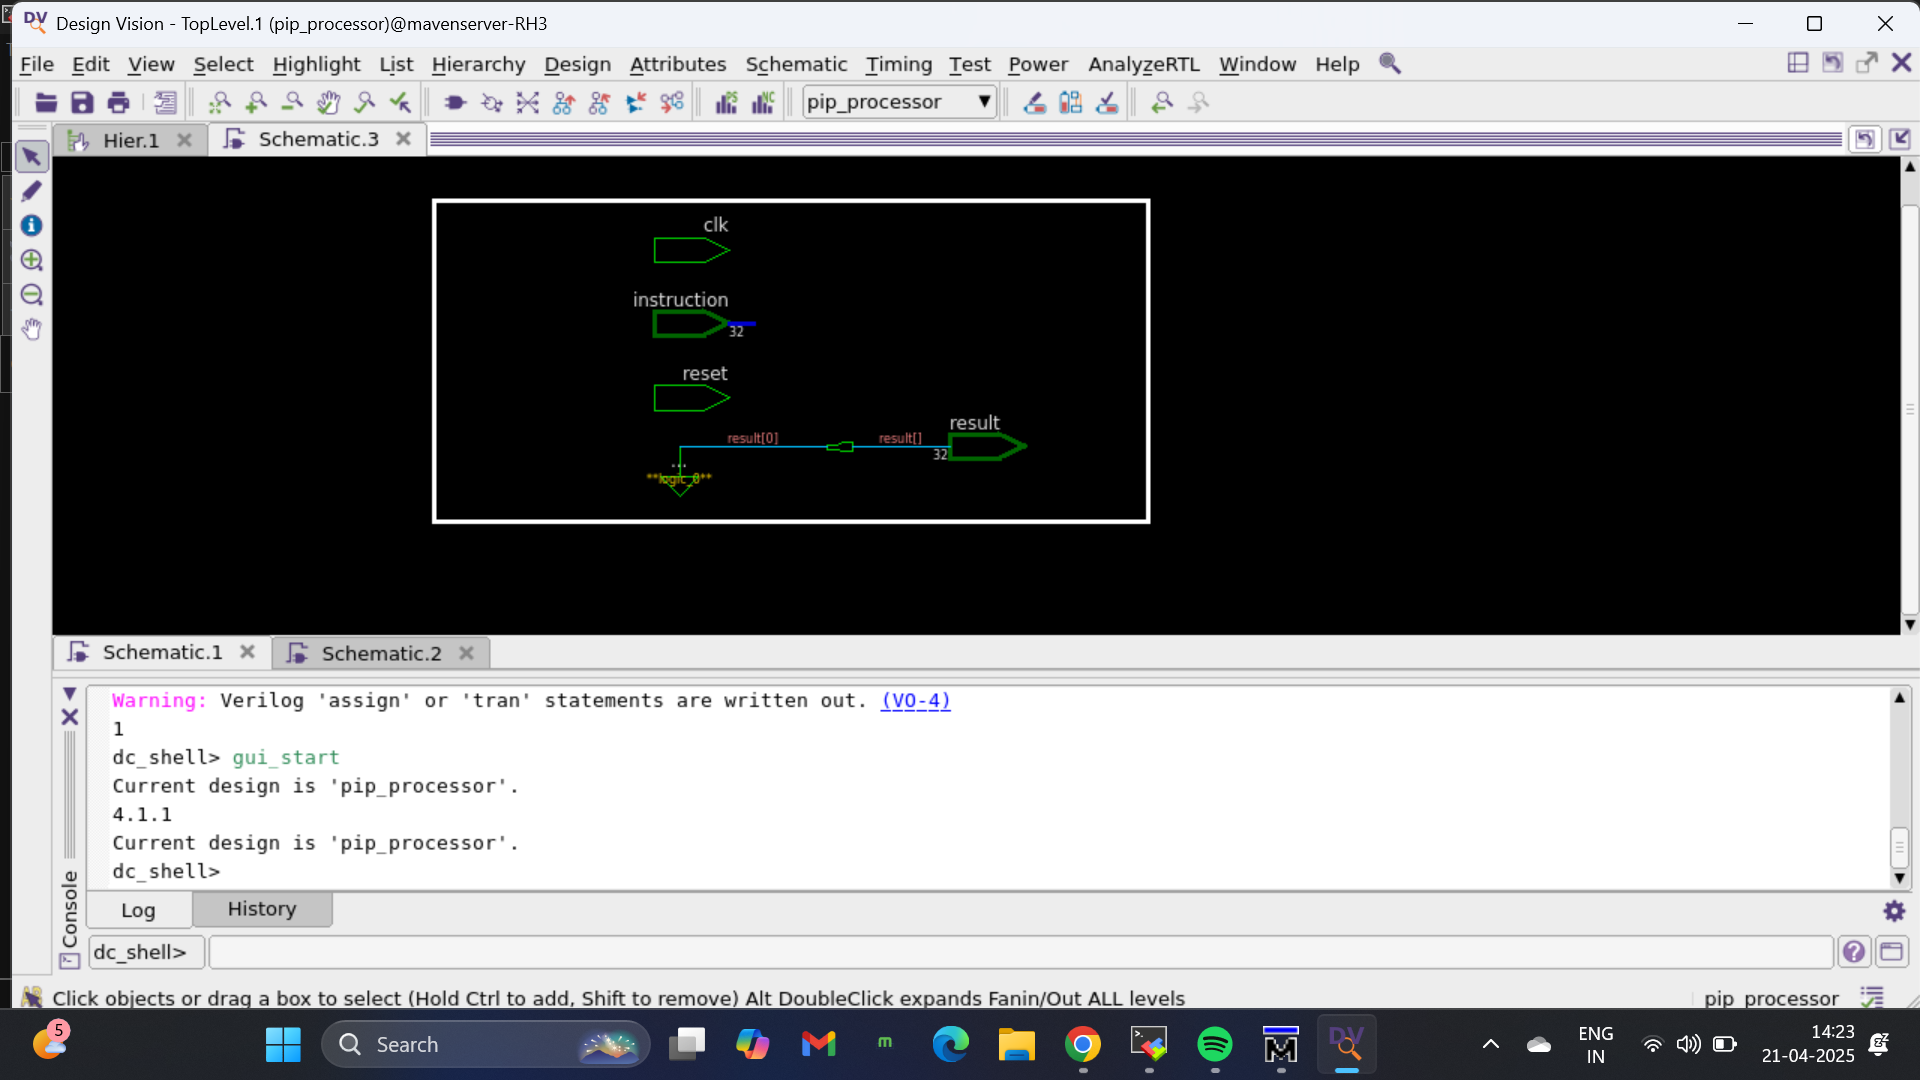 Design Vision - TopLevel.1 (pip_processor)@mavenserver-RH3
File Edit View Select Highlight List Hierarchy Design Attributes Schematic Timing Test Power AnalyzeRTL Window Help
pip_processor
Hier.1 Schematic.3
clk
instruction
32
reset
result
result[0] result[]
32
**logic_0**
Schematic.1 Schematic.2
Warning: Verilog 'assign' or 'tran' statements are written out. (VO-4)
1
dc_shell> gui_start
Current design is 'pip_processor'.
4.1.1
Current design is 'pip_processor'.
dc_shell>
Console
Log History
dc_shell>
Click objects or drag a box to select (Hold Ctrl to add, Shift to remove) Alt DoubleClick expands Fanin/Out ALL levels pip_processor
5
Search
ENG
IN
14:23
21-04-2025